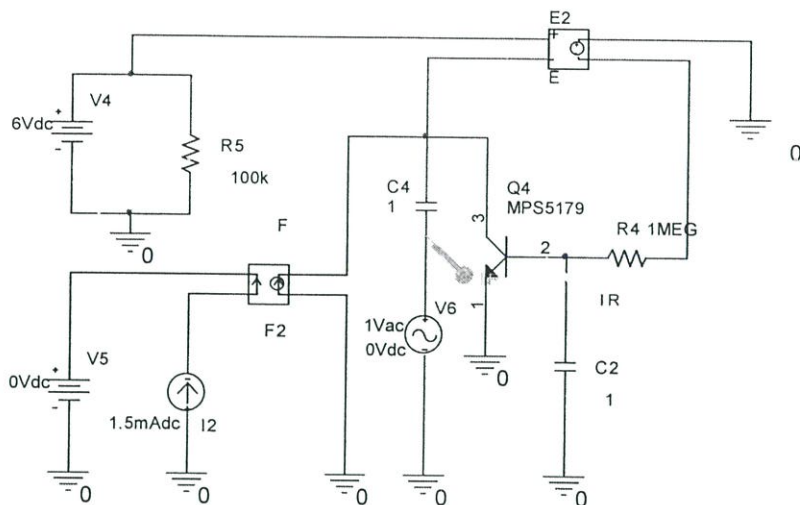 E2
+
-
E
0
+
V4
6Vdc
-
R5
100k
0
C4
1
Q4
MPS5179
3
2
1
R4 1MEG
F
F2
IR
V6
1Vac
0Vdc
+
-
0
V5
+
0Vdc
-
-
1.5mAdc
I2
C2
1
0
0
0
0
0